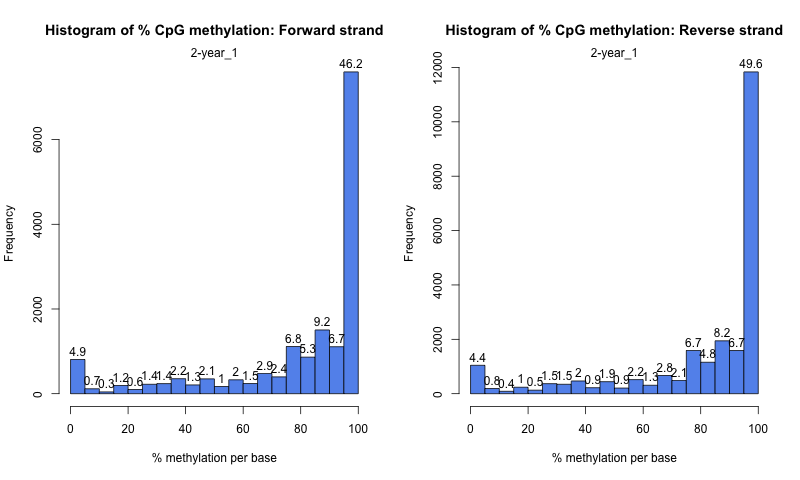 Histogram of % CpG methylation: Forward strand
2-year_1
Frequency
0 2000 4000 6000
4.9 0.7 0.3 1.2 0.6 1.4 1.4 2.2 1.3 2.1 1 2 1.5 2.9 2.4 6.8 5.3 9.2 6.7 46.2
0 20 40 60 80 100
% methylation per base
Histogram of % CpG methylation: Reverse strand
2-year_1
Frequency
0 2000 4000 6000 8000 10000 12000
4.4 0.8 0.4 1 0.5 1.5 1.5 2 0.9 1.9 0.9 2.2 1.3 2.8 2.1 6.7 4.8 8.2 6.7 49.6
0 20 40 60 80 100
% methylation per base